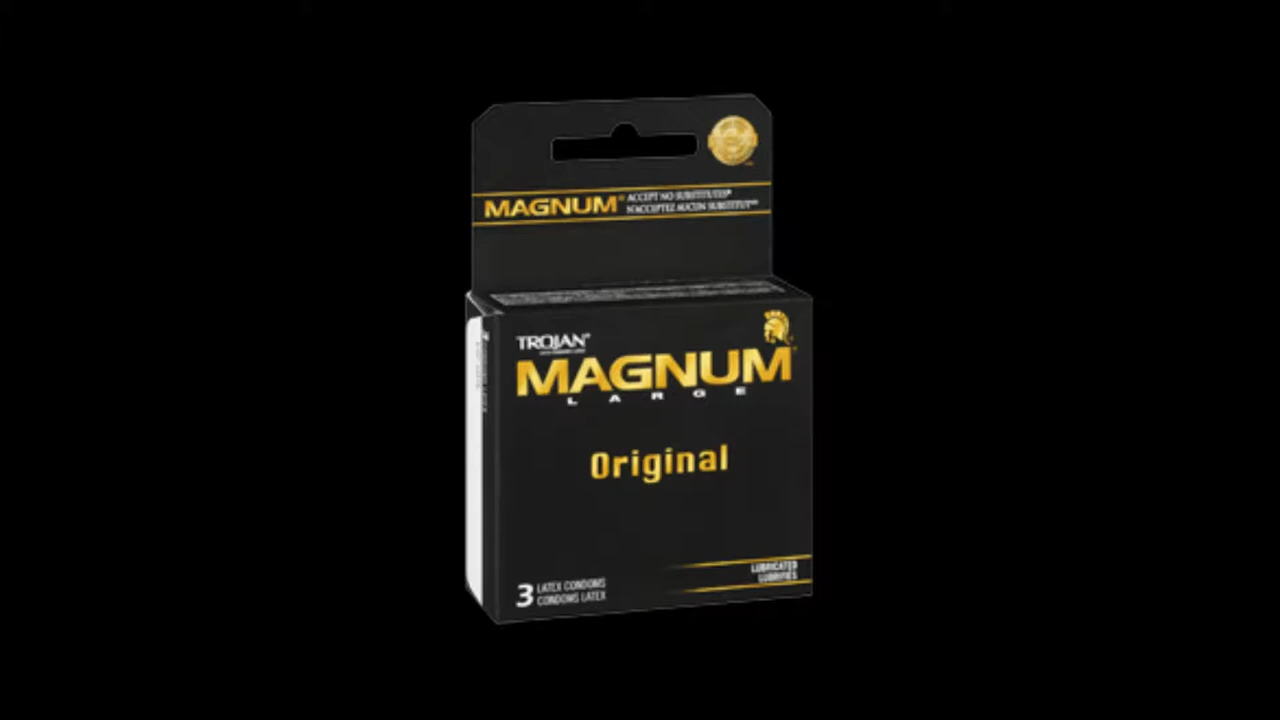 MAGNUM® ACCEPT NO SUBSTITUTES®
N'ACCEPTEZ AUCUN SUBSTITUT
TROJAN®
MAGNUM
LARGE
Original
LUBRICATED
LUBRIFIÉS
3 LATEX CONDOMS
CONDOMS LATEX